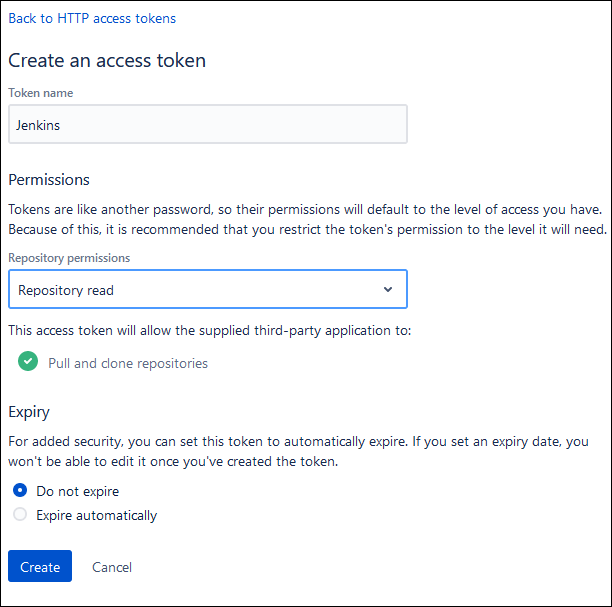 Back to HTTP access tokens
Create an access token
Token name
Jenkins
Permissions
Tokens are like another password, so their permissions will default to the level of access you have.
Because of this, it is recommended that you restrict the token's permission to the level it will need.
Repository permissions
Repository read
This access token will allow the supplied third-party application to:
Pull and clone repositories
Expiry
For added security, you can set this token to automatically expire. If you set an expiry date, you
won't be able to edit it once you've created the token.
Do not expire
Expire automatically
Create Cancel